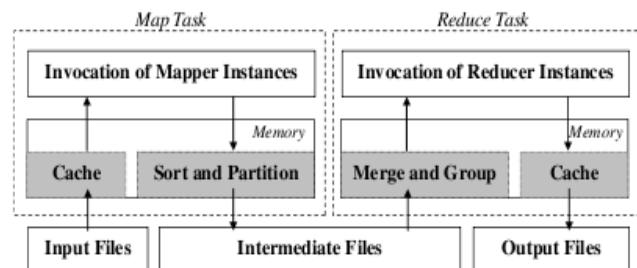 Map Task
Reduce Task
Invocation of Mapper Instances
Invocation of Reducer Instances
Memory
Memory
Cache
Sort and Partition
Merge and Group
Cache
Input Files
Intermediate Files
Output Files